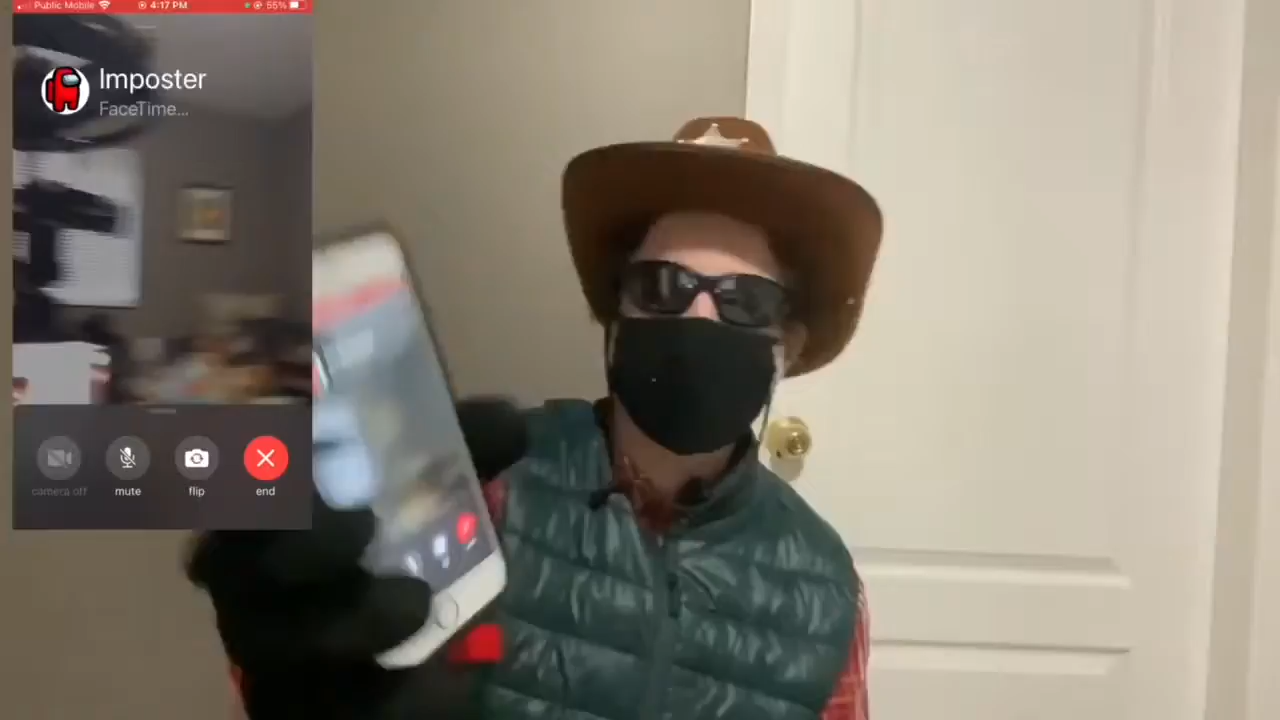 Public Mobile 4:17 PM 55%
Imposter
FaceTime...
camera off mute flip end